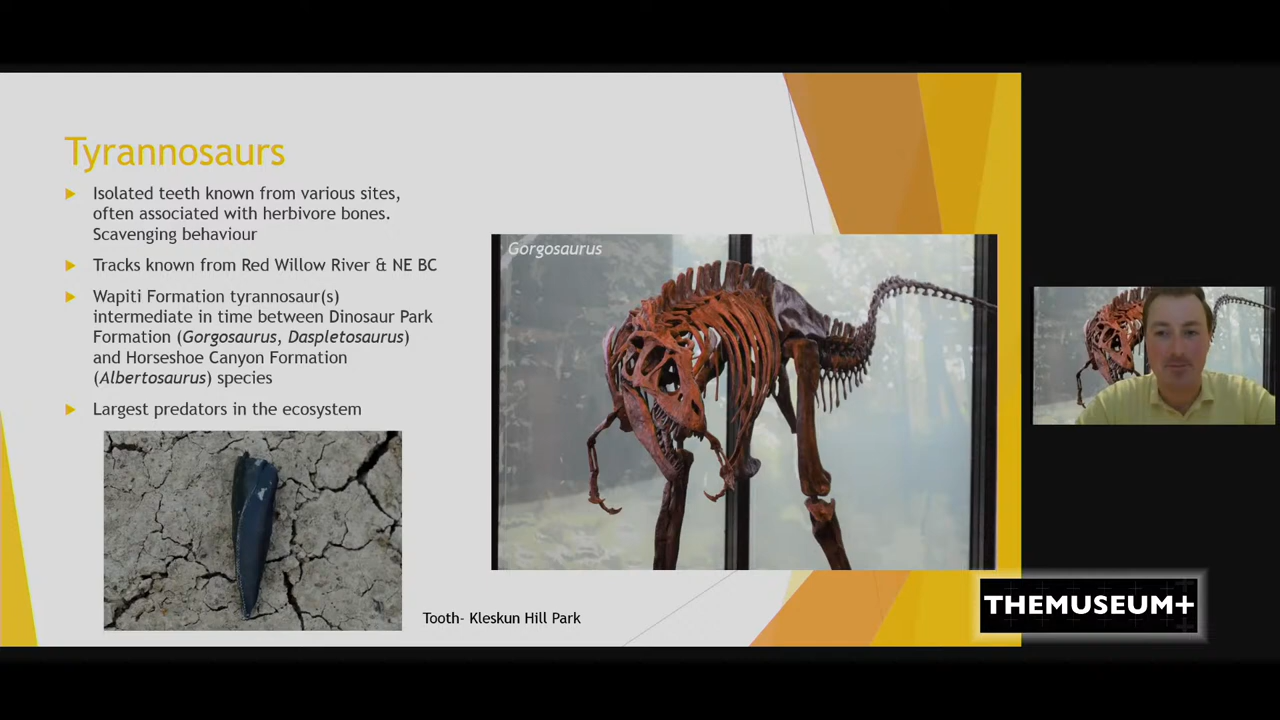 Tyrannosaurs
Isolated teeth known from various sites,
often associated with herbivore bones.
Scavenging behaviour
Tracks known from Red Willow River & NE BC
Wapiti Formation tyrannosaur(s)
intermediate in time between Dinosaur Park
Formation (Gorgosaurus, Daspletosaurus)
and Horseshoe Canyon Formation
(Albertosaurus) species
Largest predators in the ecosystem
Gorgosaurus
Tooth- Kleskun Hill Park
THEMUSEUM+